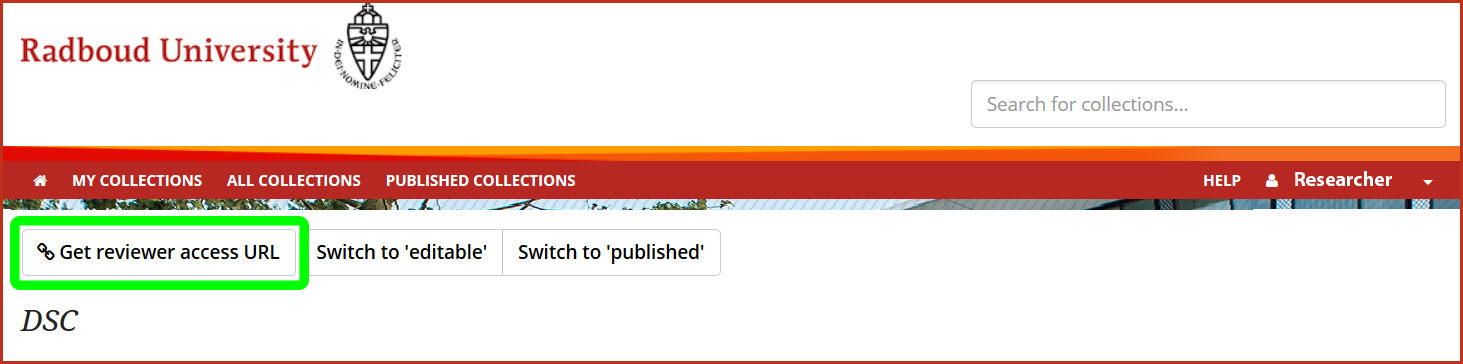 Radboud University
IN·DEI·NOMINE·FELICITER
Search for collections...
MY COLLECTIONS ALL COLLECTIONS PUBLISHED COLLECTIONS HELP Researcher
Get reviewer access URL Switch to 'editable' Switch to 'published'
DSC